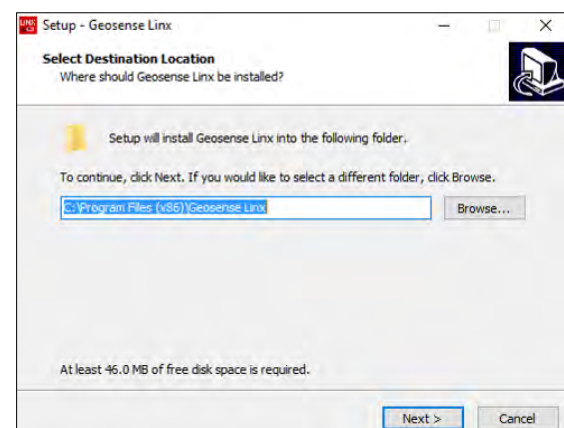 LINX
Setup - Geosense Linx
Select Destination Location
Where should Geosense Linx be installed?
Setup will install Geosense Linx into the following folder.
To continue, click Next. If you would like to select a different folder, click Browse.
C:\Program Files (x86)\Geosense Linx
Browse...
At least 46.0 MB of free disk space is required.
Next >
Cancel